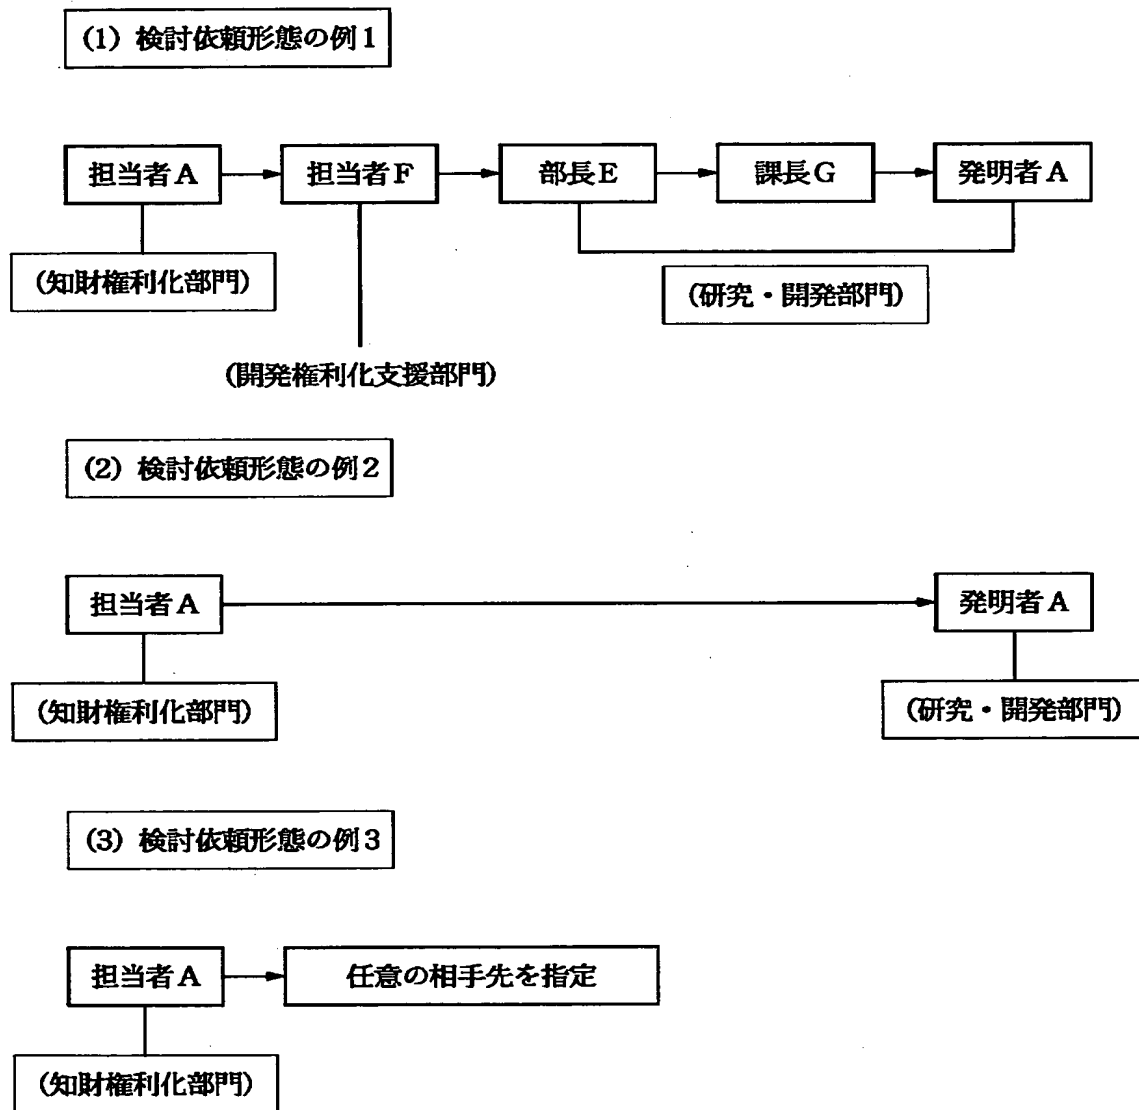 (1) 検討依頼形態の例1
担当者A
担当者F
部長E
課長G
発明者A
(知財権利化部門)
(研究・開発部門)
(開発権利化支援部門)
(2) 検討依頼形態の例2
担当者A
発明者A
(知財権利化部門)
(研究・開発部門)
(3) 検討依頼形態の例3
担当者A
任意の相手先を指定
(知財権利化部門)